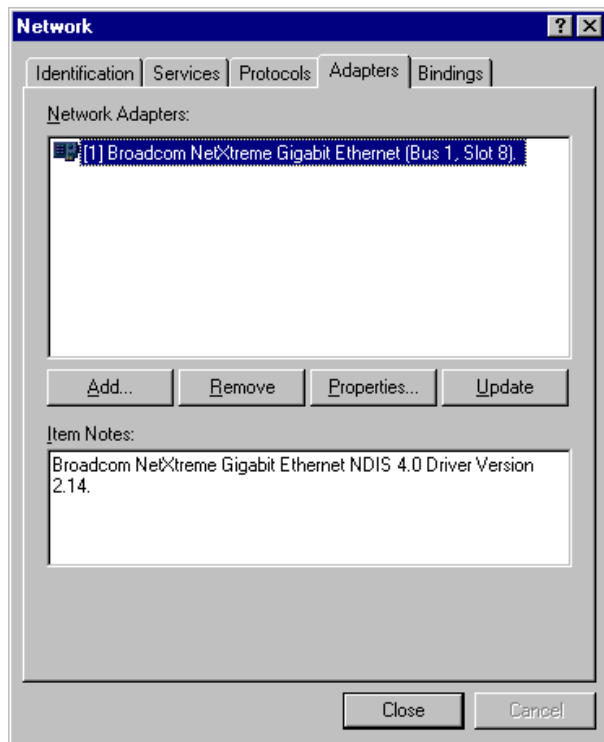 Network
Identification Services Protocols Adapters Bindings
Network Adapters:
[1] Broadcom NetXtreme Gigabit Ethernet (Bus 1, Slot 8).
Add... Remove Properties... Update
Item Notes:
Broadcom NetXtreme Gigabit Ethernet NDIS 4.0 Driver Version
2.14.
Close Cancel